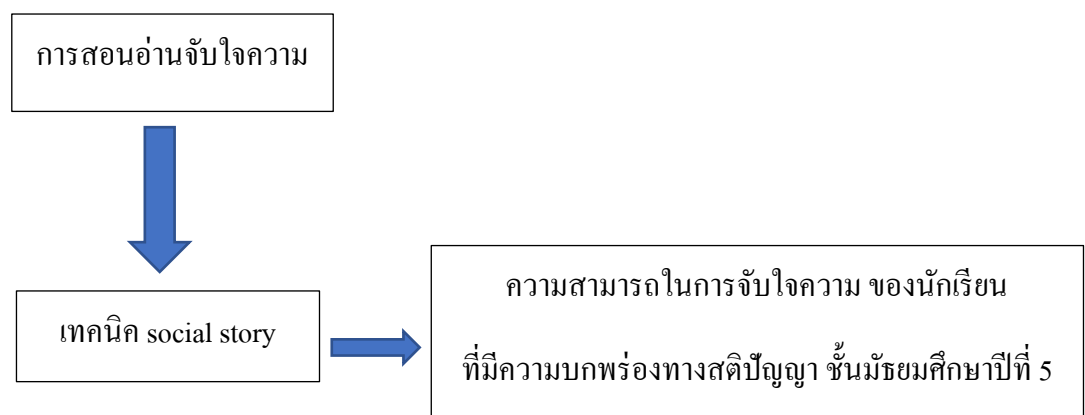 การสอนอ่านจับใจความ
เทคนิค social story
ความสามารถในการจับใจความ ของนักเรียน
ที่มีความบกพร่องทางสติปัญญา ชั้นมัธยมศึกษาปีที่ 5